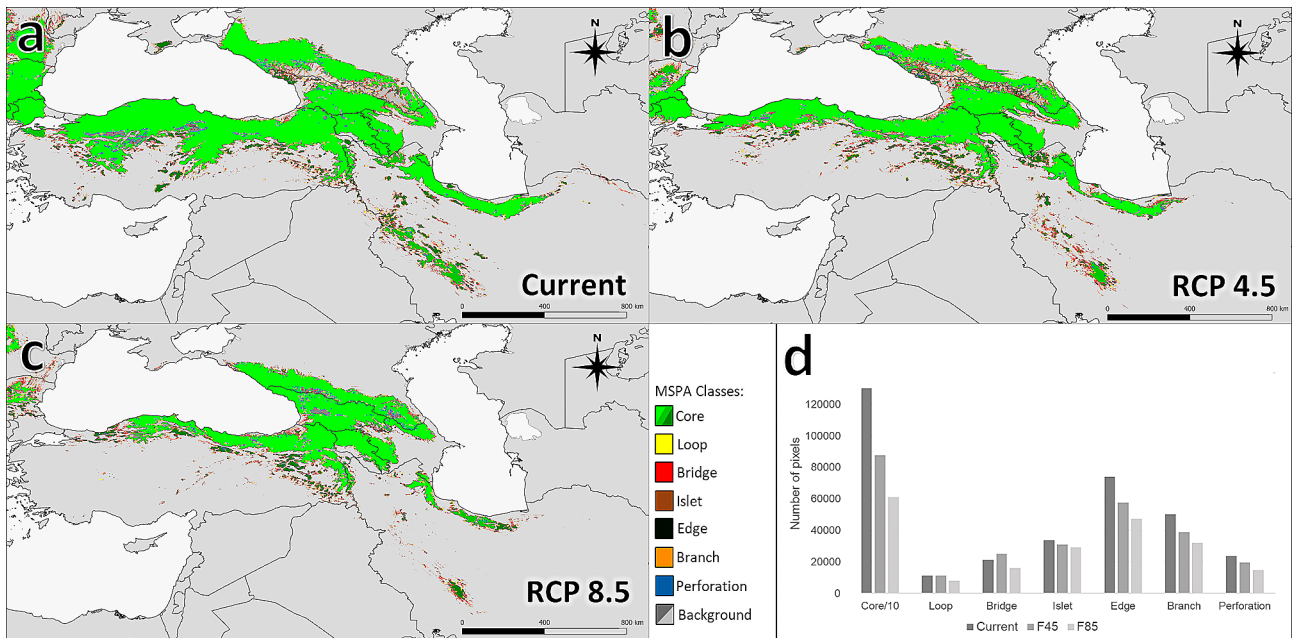 a
N
Current
0 400 800 km
b
N
RCP 4.5
0 400 800 km
c
N
RCP 8.5
0 400 800 km
MSPA Classes:
Core
Loop
Bridge
Islet
Edge
Branch
Perforation
Background
d
Number of pixels
120000
100000
80000
60000
40000
20000
0
Core/10 Loop Bridge Islet Edge Branch Perforation
Current F45 F85